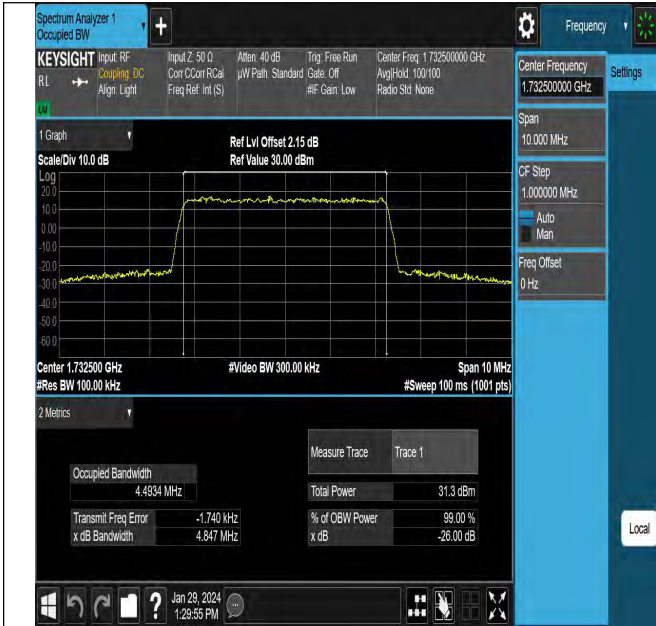 Spectrum Analyzer 1
Occupied BW
Frequency
KEYSIGHT
RL
Input: RF
Coupling: DC
Align: Light
Input Z: 50 Ω
Corr CCorr RCal
Freq Ref: Int (S)
Atten: 40 dB
µW Path: Standard
Trig: Free Run
Gate: Off
#IF Gain: Low
Center Freq: 1.732500000 GHz
Avg|Hold: 100/100
Radio Std: None
Center Frequency
1.732500000 GHz
Settings
Span
10.000 MHz
CF Step
1.000000 MHz
Auto
Man
Freq Offset
0 Hz
Local
1 Graph
Scale/Div 10.0 dB
Ref Lvl Offset 2.15 dB
Ref Value 30.00 dBm
Log
20.0
10.0
0.00
-10.0
-20.0
-30.0
-40.0
-50.0
-60.0
Center 1.732500 GHz
#Video BW 300.00 kHz
Span 10 MHz
#Res BW 100.00 kHz
#Sweep 100 ms (1001 pts)
2 Metrics
Measure Trace Trace 1
Occupied Bandwidth
4.4934 MHz
Total Power 31.3 dBm
Transmit Freq Error -1.740 kHz
% of OBW Power 99.00 %
x dB Bandwidth 4.847 MHz
x dB -26.00 dB
?
Jan 29, 2024
1:29:55 PM